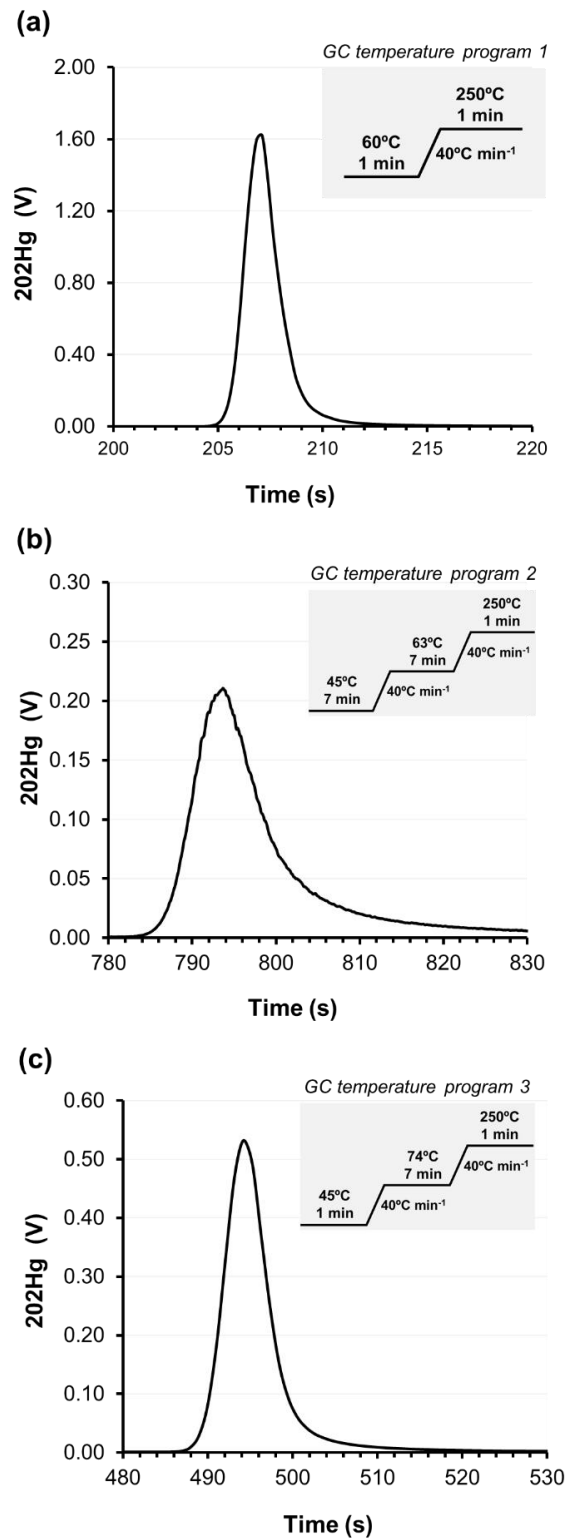 (a)
GC temperature program 1
2.00
1.60
1.20
0.80
0.40
0.00
202Hg (V)
250ºC
1 min
60ºC
1 min
40ºC min-1
200 205 210 215 220
Time (s)
(b)
GC temperature program 2
0.30
0.25
0.20
0.15
0.10
0.05
0.00
202Hg (V)
250ºC
1 min
63ºC
7 min
40ºC min-1
45ºC
7 min
40ºC min-1
780 790 800 810 820 830
Time (s)
(c)
GC temperature program 3
0.60
0.50
0.40
0.30
0.20
0.10
0.00
202Hg (V)
250ºC
1 min
74ºC
7 min
40ºC min-1
45ºC
1 min
40ºC min-1
480 490 500 510 520 530
Time (s)